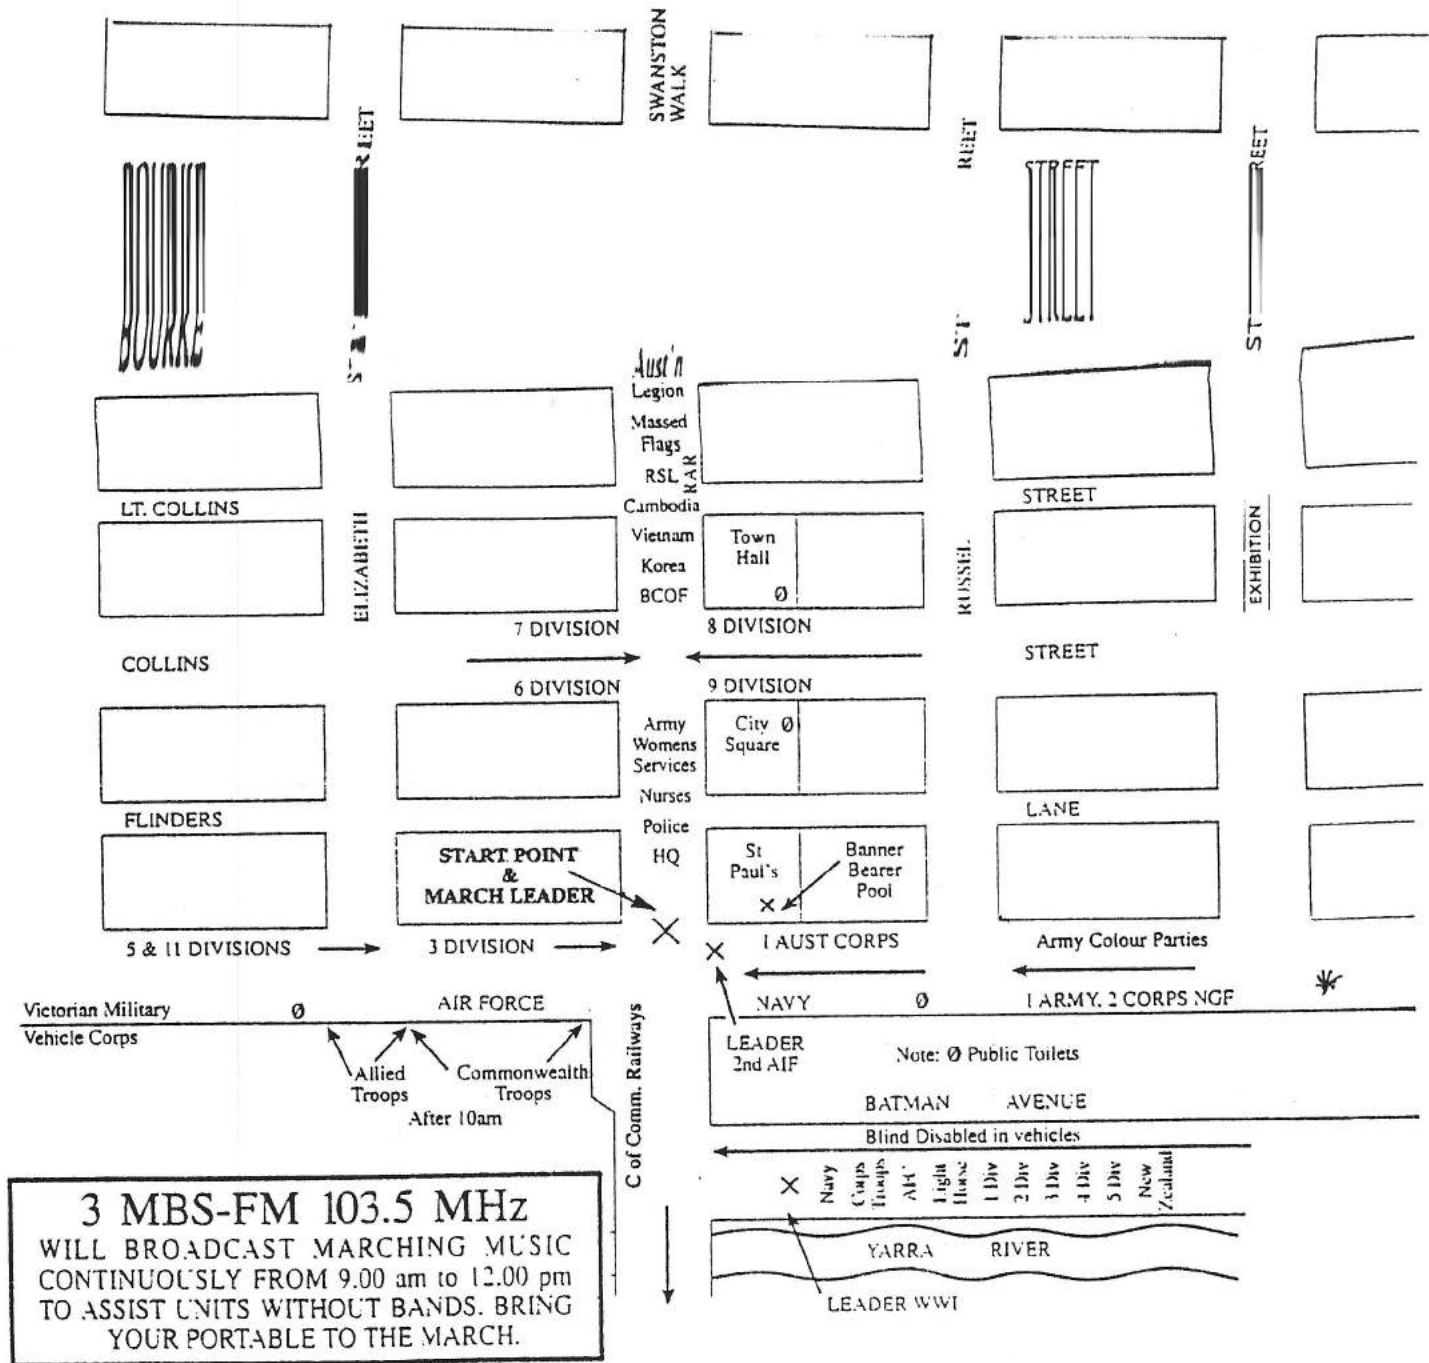 SWANSTON
WALK
REET
REET
STREET
REET
BOURKE
ST
ST
ST
Aust'n
Legion
Massed
Flags
RSL
RAR
LT. COLLINS
STREET
Cambodia
Vietnam
Korea
BCOF
Town
Hall
Ø
ELIZABETH
RUSSEL
EXHIBITION
7 DIVISION
8 DIVISION
COLLINS
STREET
6 DIVISION
9 DIVISION
Army
Womens
Services
Nurses
City Ø
Square
FLINDERS
LANE
Police
HQ
START POINT
&
MARCH LEADER
St
Paul's
Banner
Bearer
Pool
5 & 11 DIVISIONS
3 DIVISION
1 AUST CORPS
Army Colour Parties
Victorian Military
Vehicle Corps
Ø
AIR FORCE
NAVY
Ø
1 ARMY, 2 CORPS NGF
Allied
Troops
Commonwealth
Troops
After 10am
C of Comm. Railways
LEADER
2nd AIF
Note: Ø Public Toilets
BATMAN AVENUE
Blind Disabled in vehicles
Navy
Corps
Troops
AFC
Light
Horse
1 Div
2 Div
3 Div
4 Div
5 Div
New
Zealand
YARRA RIVER
LEADER WWI
3 MBS-FM 103.5 MHz
WILL BROADCAST MARCHING MUSIC
CONTINUOUSLY FROM 9.00 am to 12.00 pm
TO ASSIST UNITS WITHOUT BANDS. BRING
YOUR PORTABLE TO THE MARCH.